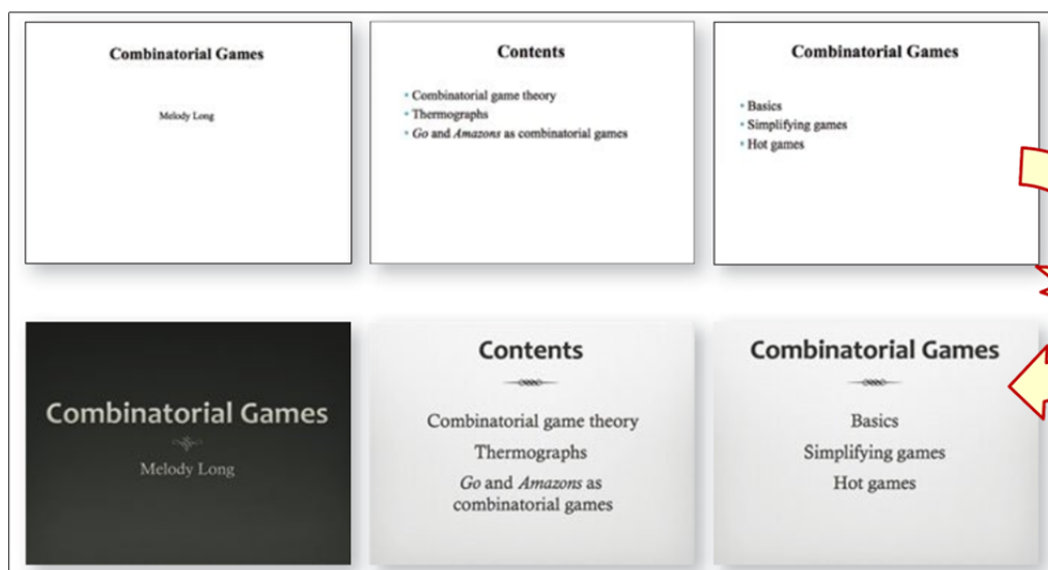 Combinatorial Games
Melody Long
Contents
• Combinatorial game theory
• Thermographs
• Go and Amazons as combinatorial games
Combinatorial Games
• Basics
• Simplifying games
• Hot games
Combinatorial Games
Melody Long
Contents
Combinatorial game theory
Thermographs
Go and Amazons as
combinatorial games
Combinatorial Games
Basics
Simplifying games
Hot games